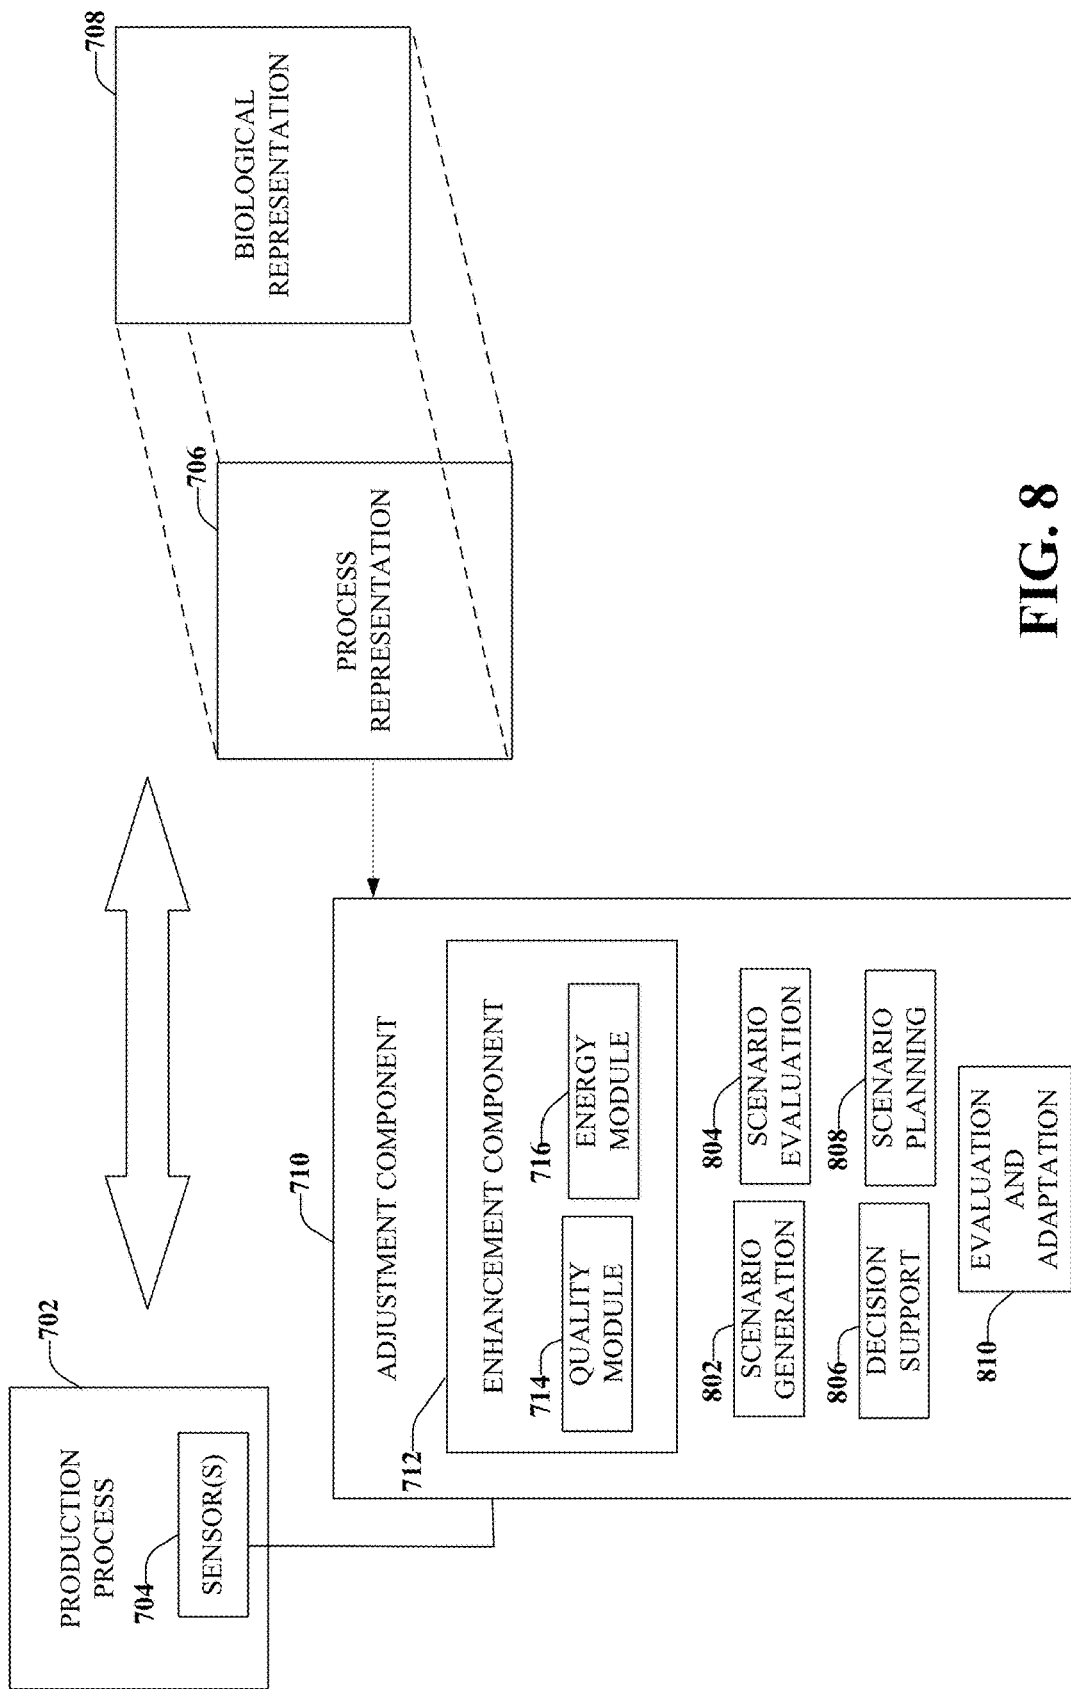 702
PRODUCTION
PROCESS
704
SENSOR(S)
706
PROCESS
REPRESENTATION
708
BIOLOGICAL
REPRESENTATION
710
ADJUSTMENT COMPONENT
712
ENHANCEMENT COMPONENT
714
QUALITY
MODULE
716
ENERGY
MODULE
802
SCENARIO
GENERATION
804
SCENARIO
EVALUATION
806
DECISION
SUPPORT
808
SCENARIO
PLANNING
810
EVALUATION
AND
ADAPTATION
FIG. 8